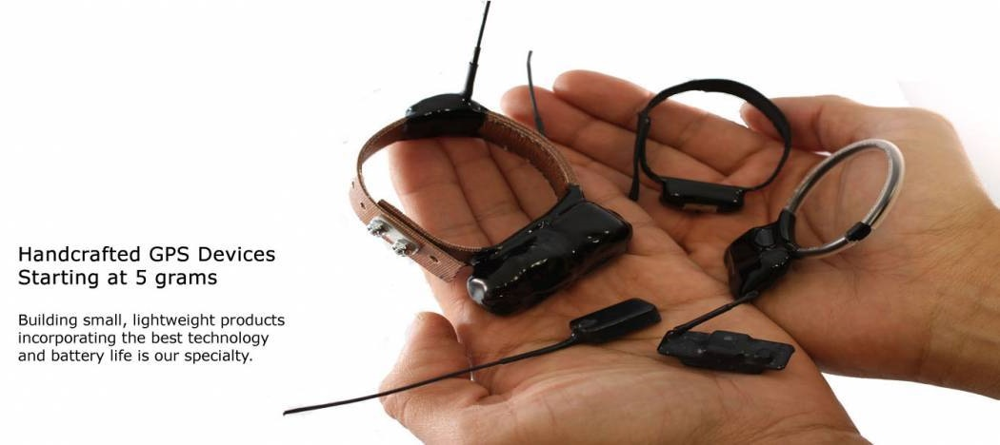 Handcrafted GPS Devices
Starting at 5 grams
Building small, lightweight products
incorporating the best technology
and battery life is our specialty.